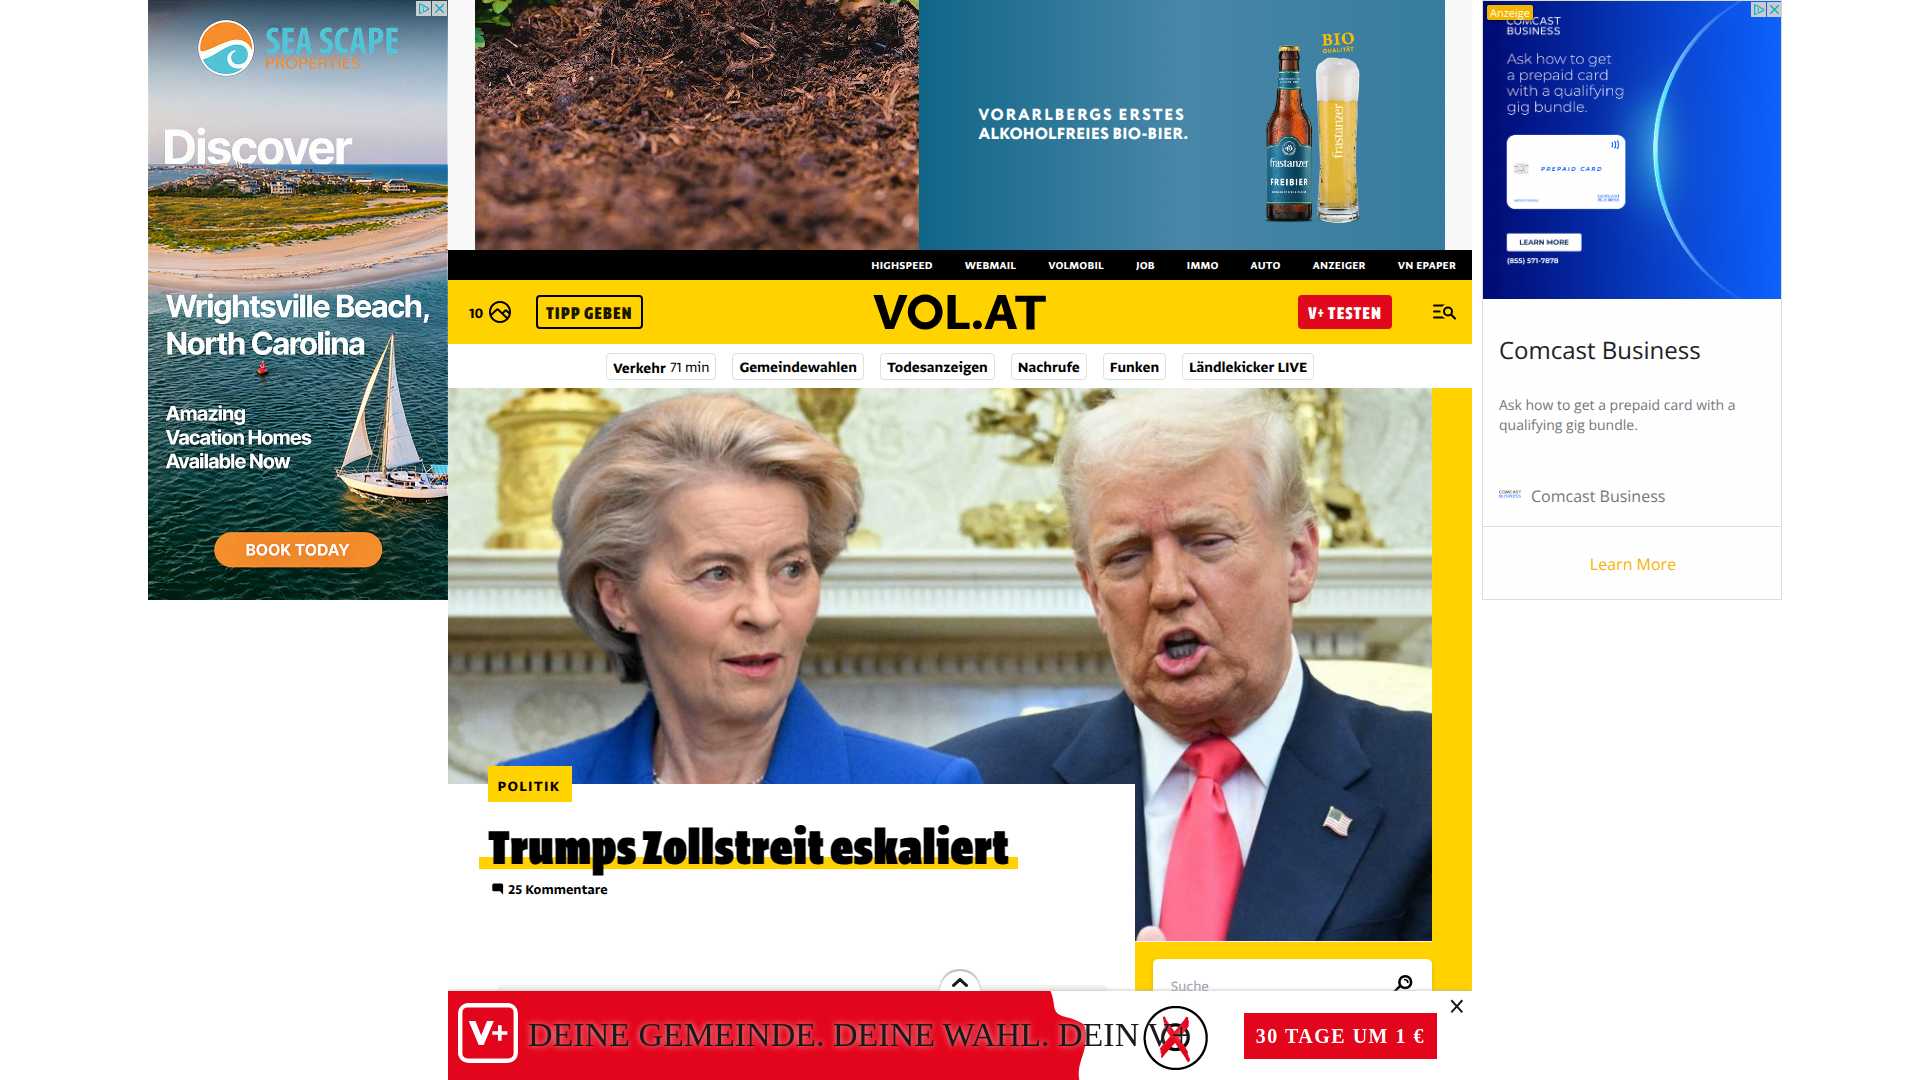 SEA SCAPE
PROPERTIES
Discover
Wrightsville Beach,
North Carolina
Amazing
Vacation Homes
Available Now
BOOK TODAY
VORARLBERGS ERSTES
ALKOHOLFREIES BIO-BIER.
BIO
QUALITÄT
frastanzer
FREIBIER
frastanzer
Anzeige
COMCAST
BUSINESS
Ask how to get
a prepaid card
with a qualifying
gig bundle.
PREPAID CARD
LEARN MORE
(855) 571-7878
Comcast Business
Ask how to get a prepaid card with a
qualifying gig bundle.
Comcast Business
Learn More
HIGHSPEED WEBMAIL VOLMOBIL JOB IMMO AUTO ANZEIGER VN EPAPER
10 TIPP GEBEN VOL.AT V+ TESTEN
Verkehr 71 min Gemeindewahlen Todesanzeigen Nachrufe Funken Ländlekicker LIVE
POLITIK
Trumps Zollstreit eskaliert
25 Kommentare
Suche
V+ DEINE GEMEINDE. DEINE WAHL. DEIN V+
30 TAGE UM 1 €